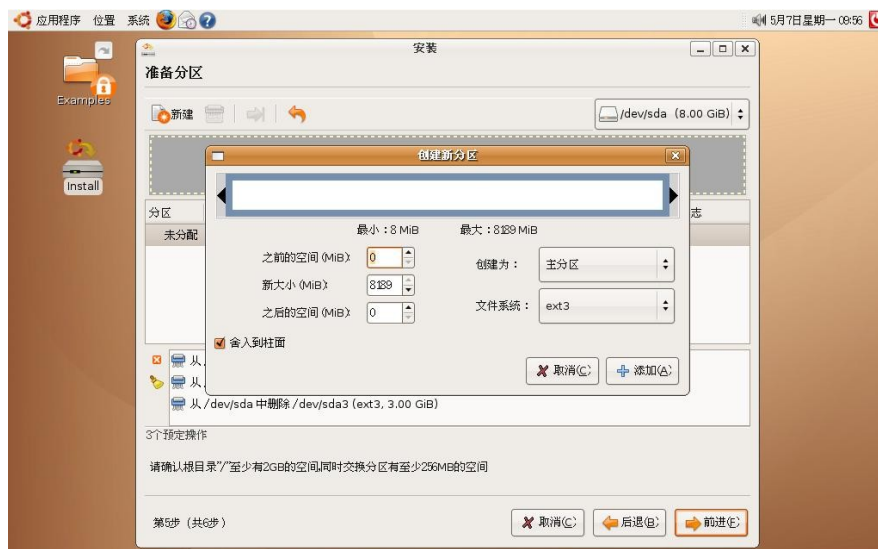 应用程序 位置 系统 5月7日星期一 09:56
Examples
Install
安装
准备分区
新建 /dev/sda (8.00 GiB)
创建新分区
分区 志
未分配
最小：8 MiB 最大：8189 MiB
之前的空间 (MiB): 0 创建为： 主分区
新大小 (MiB): 8189
之后的空间 (MiB): 0 文件系统： ext3
舍入到柱面
取消(C) 添加(A)
从
从
从 /dev/sda 中删除 /dev/sda3 (ext3, 3.00 GiB)
3个预定操作
请确认根目录"/"至少有2GB的空间,同时交换分区有至少256MB的空间
第5步 (共6步) 取消(C) 后退(B) 前进(F)